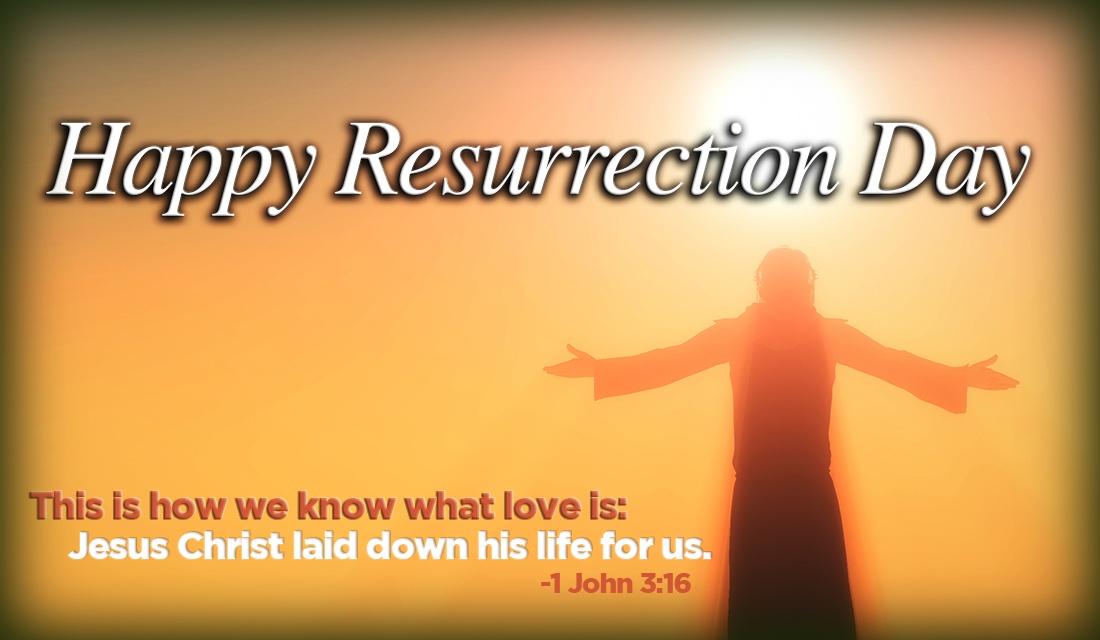 Happy Resurrection Day
This is how we know what love is:
Jesus Christ laid down his life for us.
-1 John 3:16